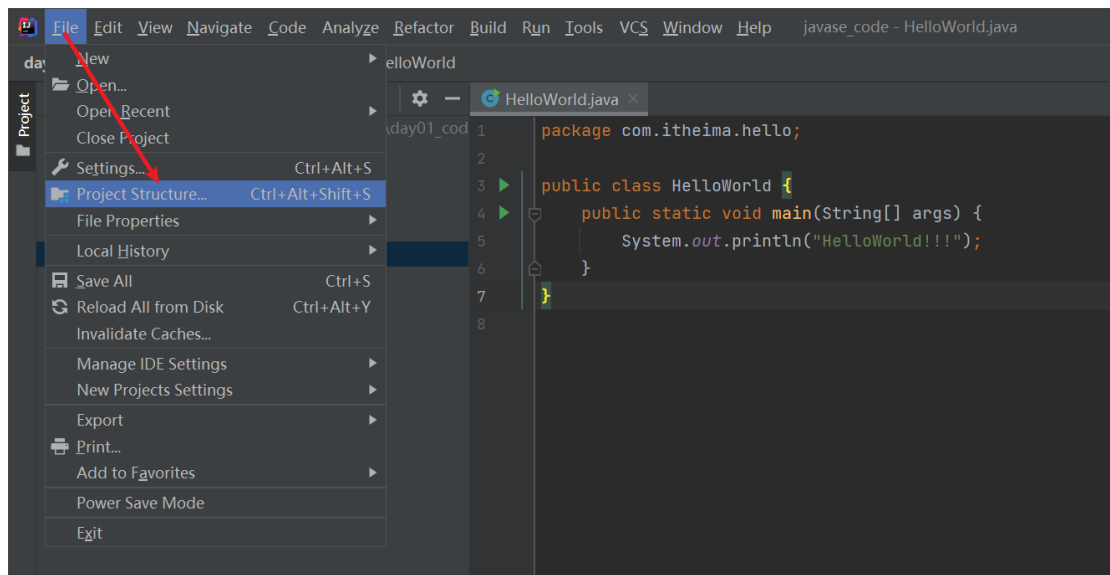 File Edit View Navigate Code Analyze Refactor Build Run Tools VCS Window Help javase_code - HelloWorld.java
elloWorld
New
Open...
Open Recent
Close Project
Settings... Ctrl+Alt+S
Project Structure... Ctrl+Alt+Shift+S
File Properties
Local History
Save All Ctrl+S
Reload All from Disk Ctrl+Alt+Y
Invalidate Caches...
Manage IDE Settings
New Projects Settings
Export
Print...
Add to Favorites
Power Save Mode
Exit
Project
\day01_cod
HelloWorld.java
1 package com.itheima.hello;
2
3 public class HelloWorld {
4 public static void main(String[] args) {
5 System.out.println("HelloWorld!!!");
6 }
7 }
8